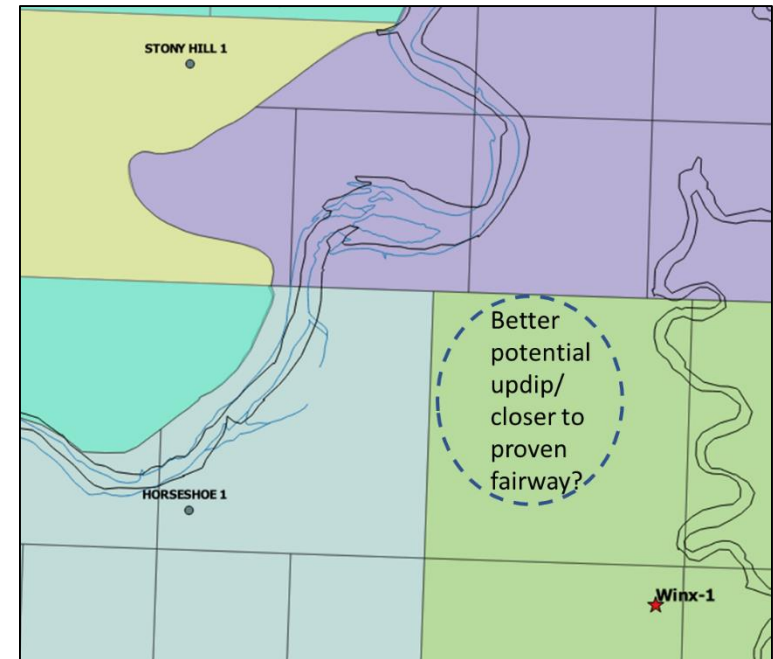 STONY HILL 1
Better
potential
updip/
closer to
proven
fairway?
HORSESHOE 1
Winx-1